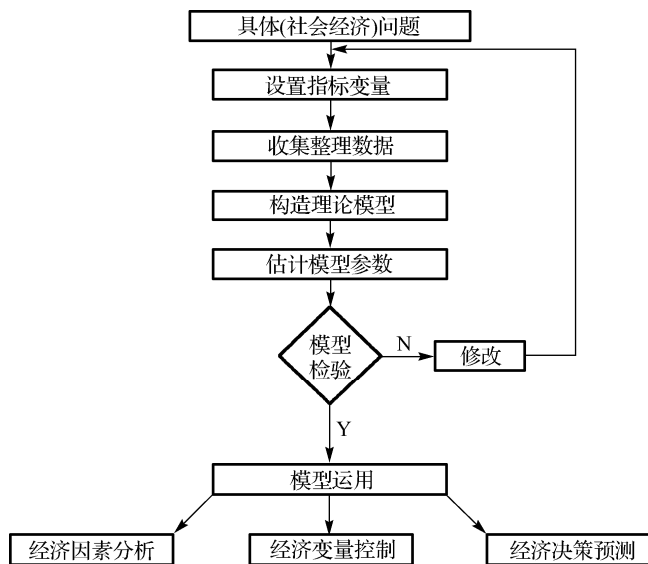 具体(社会经济)问题
设置指标变量
收集整理数据
构造理论模型
估计模型参数
模型
检验
N
修改
Y
模型运用
经济因素分析
经济变量控制
经济决策预测